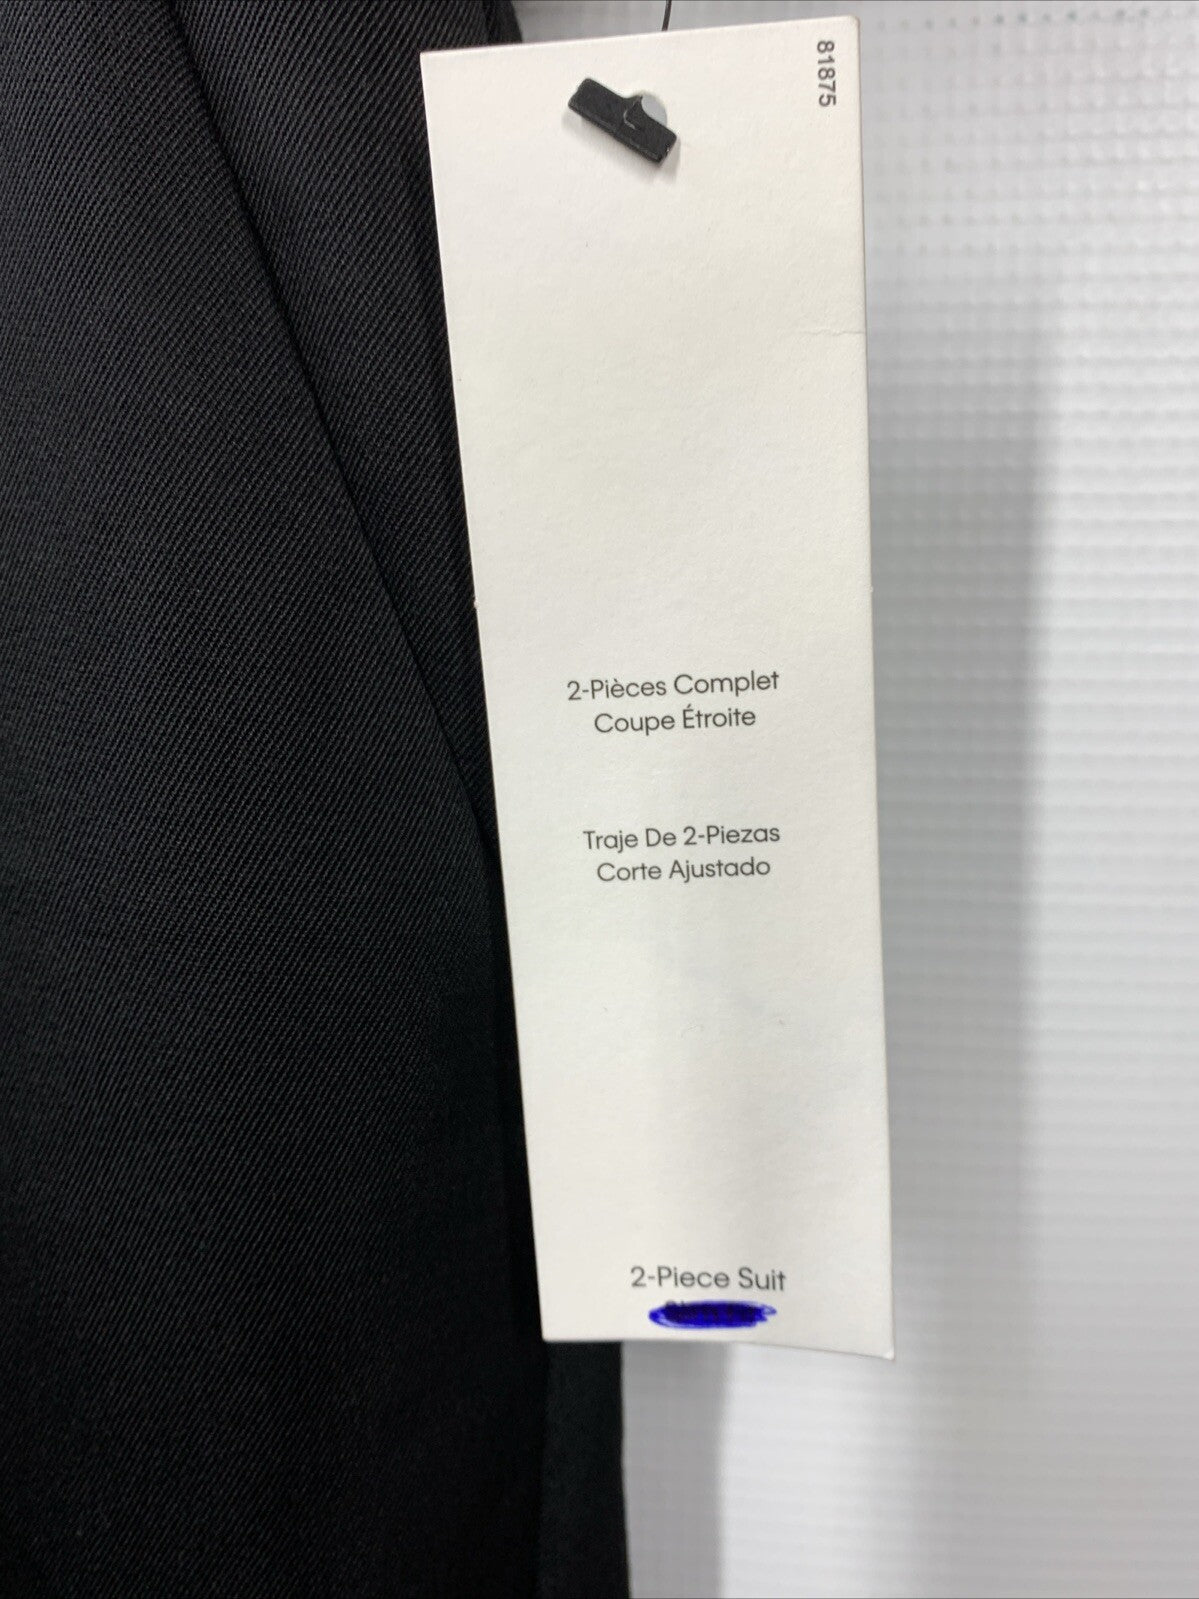 81875
2-Pièces Complet
Coupe Étroite
Traje De 2-Piezas
Corte Ajustado
2-Piece Suit